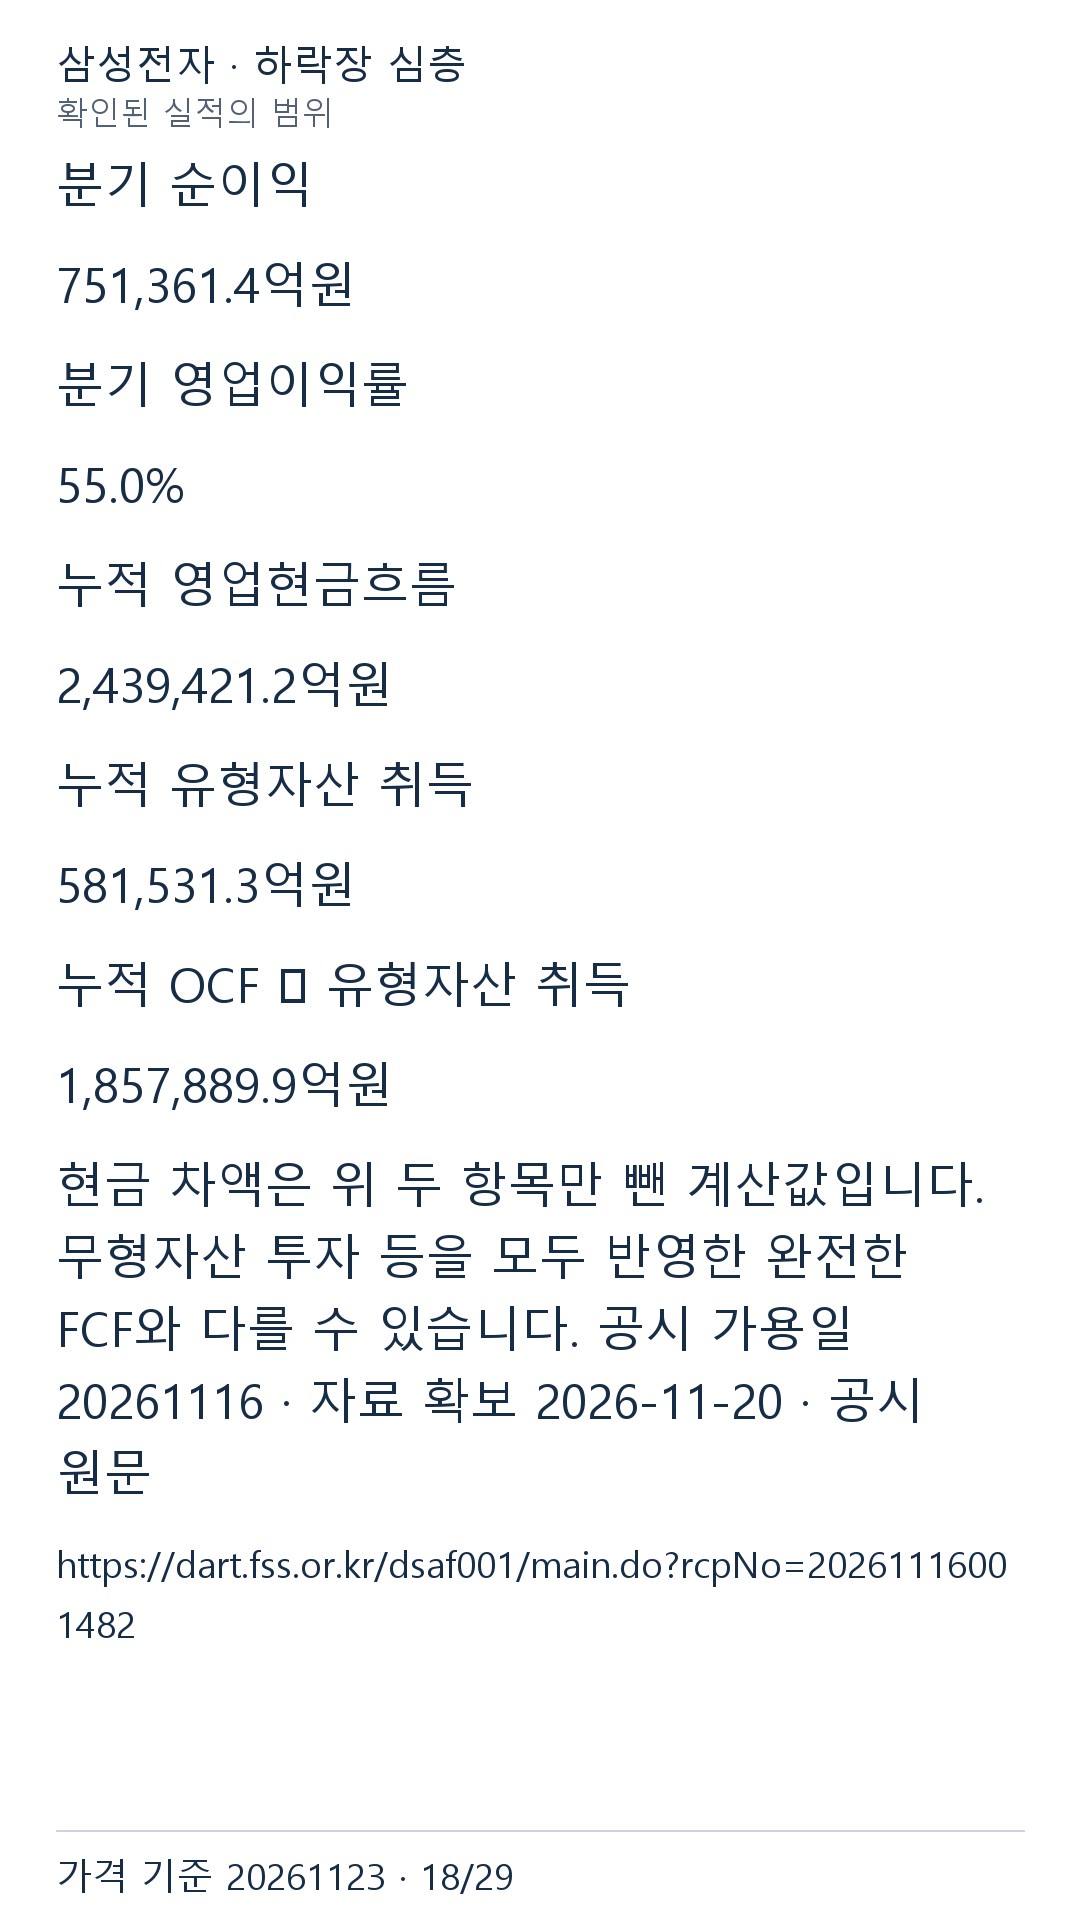 삼성전자 · 하락장 심층
확인된 실적의 범위
분기 순이익
751,361.4억원
분기 영업이익률
55.0%
누적 영업현금흐름
2,439,421.2억원
누적 유형자산 취득
581,531.3억원
누적 OCF □ 유형자산 취득
1,857,889.9억원
현금 차액은 위 두 항목만 뺀 계산값입니다.
무형자산 투자 등을 모두 반영한 완전한
FCF와 다를 수 있습니다. 공시 가용일
20261116 · 자료 확보 2026-11-20 · 공시
원문
https://dart.fss.or.kr/dsaf001/main.do?rcpNo=2026111600
1482
가격 기준 20261123 · 18/29